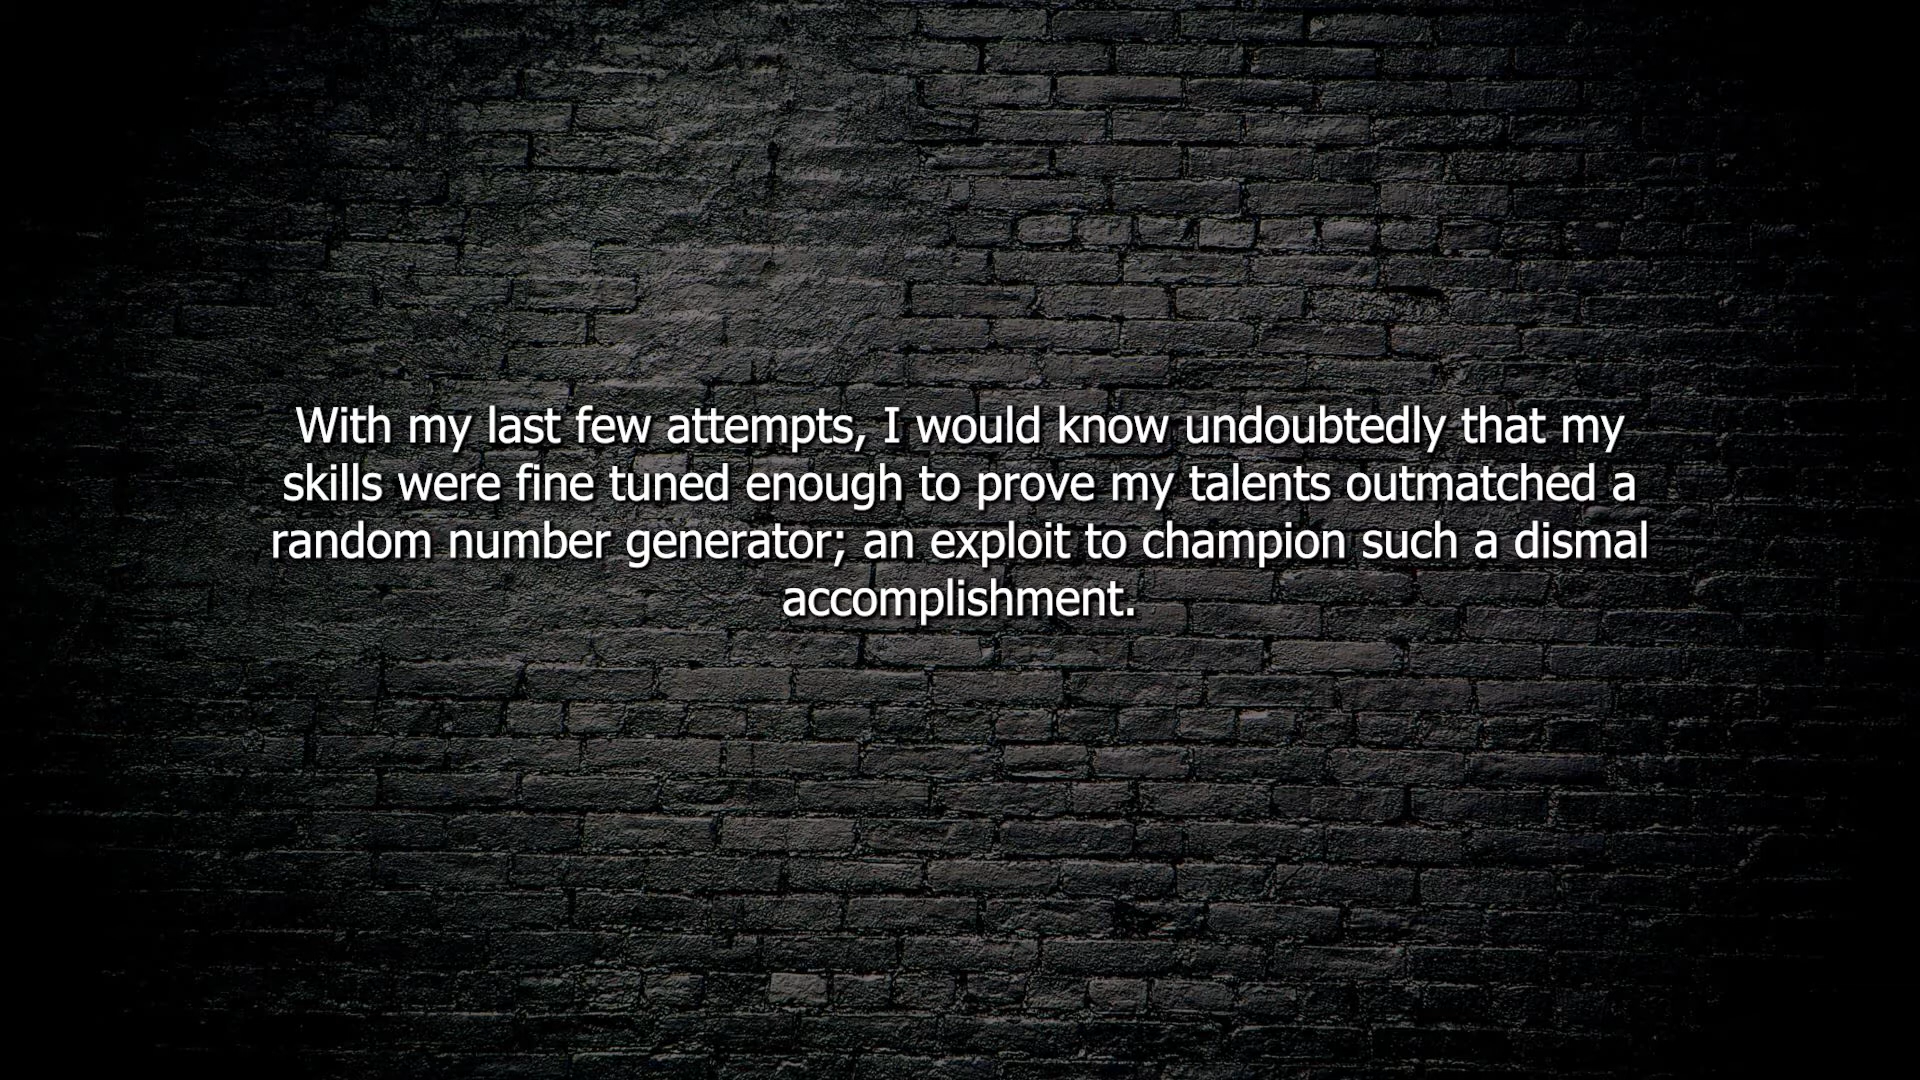 With my last few attempts, I would know undoubtedly that my
skills were fine tuned enough to prove my talents outmatched a
random number generator; an exploit to champion such a dismal
accomplishment.